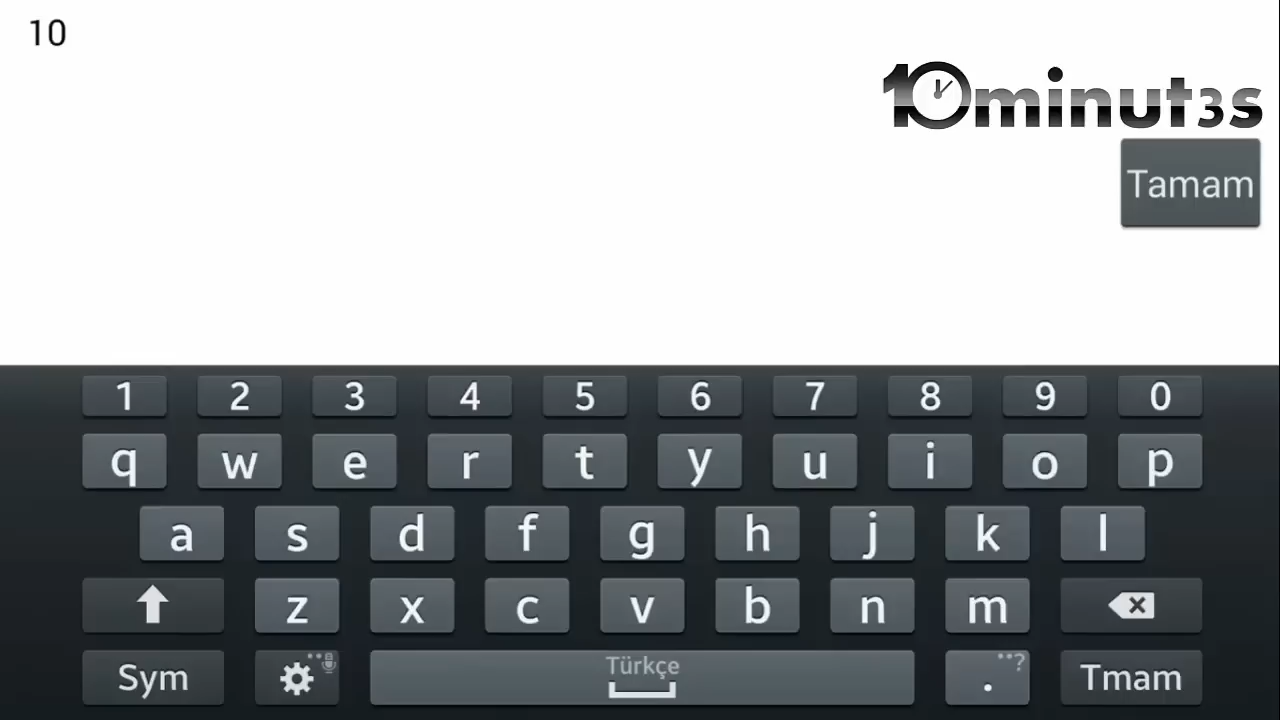 10
10minut3s
Tamam
1 2 3 4 5 6 7 8 9 0
q w e r t y u i o p
a s d f g h j k l
z x c v b n m
Sym Türkçe . ? Tmam